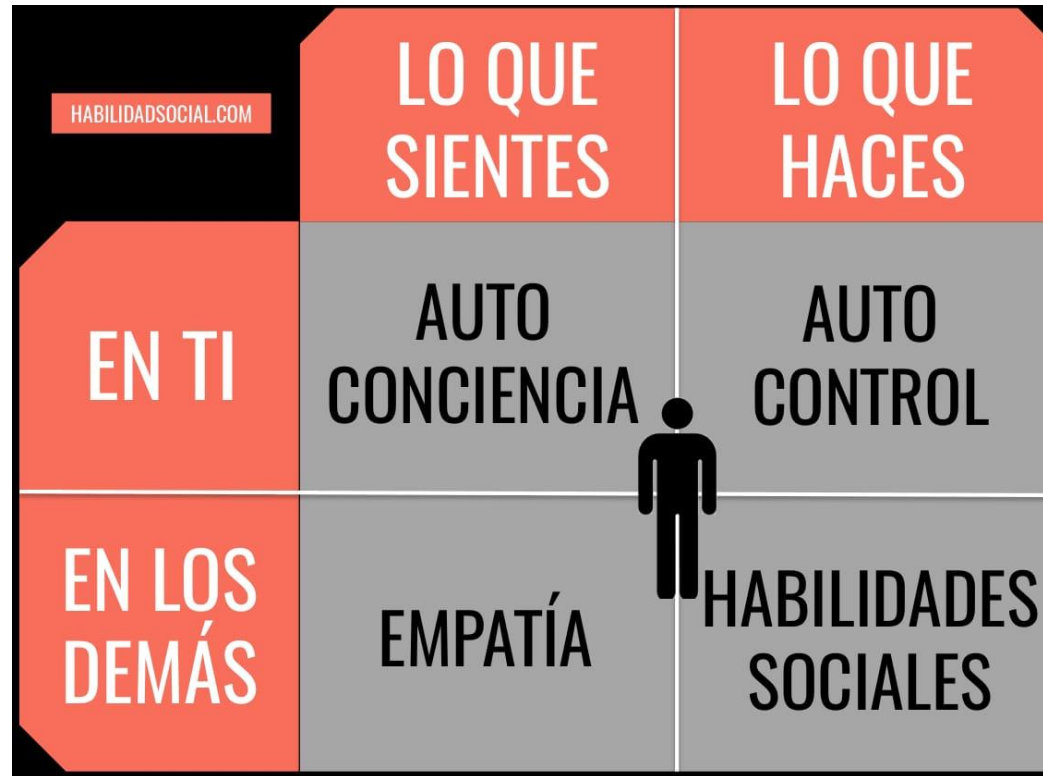 HABILIDADSOCIAL.COM
LO QUE
SIENTES
LO QUE
HACES
EN TI
AUTO
CONCIENCIA
AUTO
CONTROL
EN LOS
DEMÁS
EMPATÍA
HABILIDADES
SOCIALES